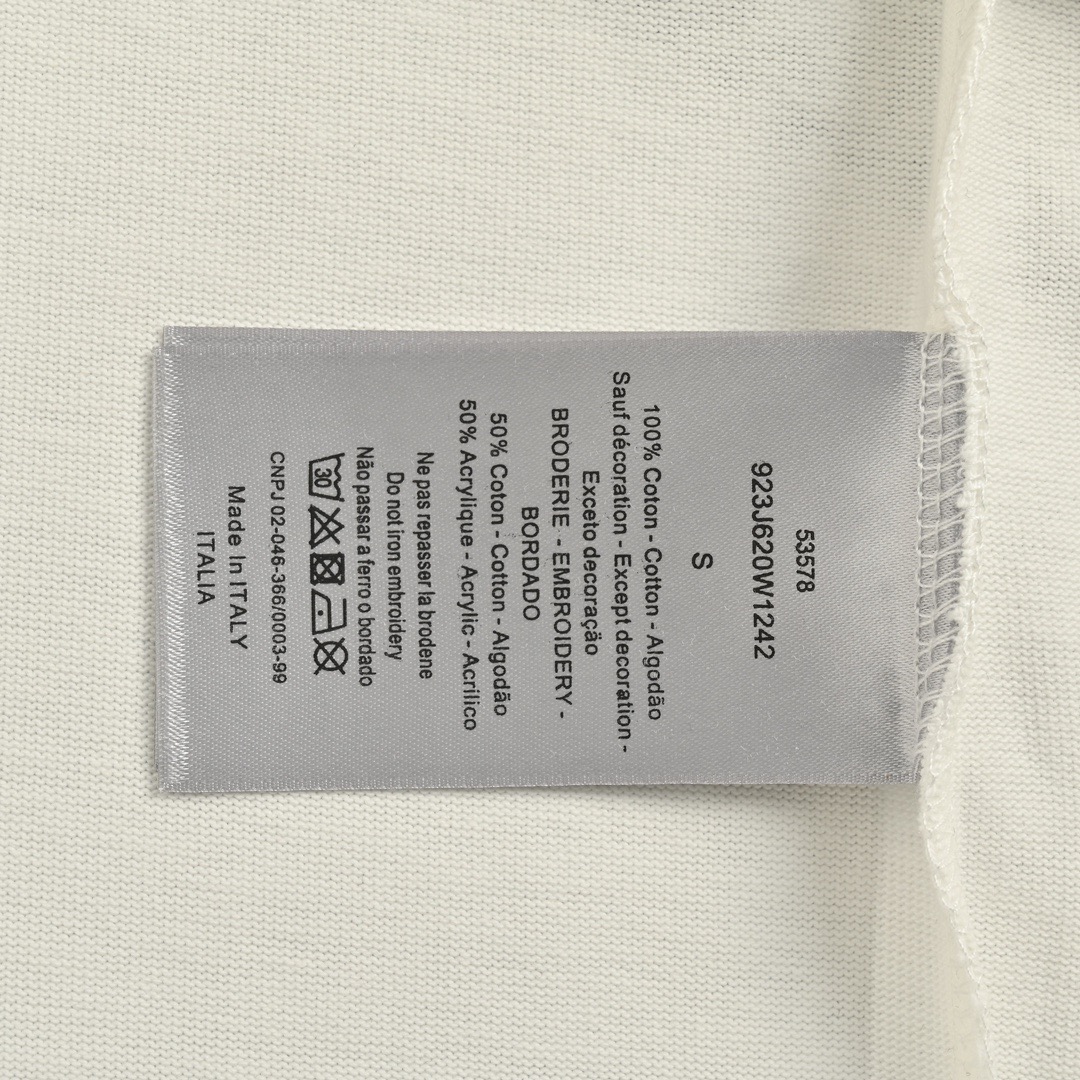 53578
923J620W1242
S
100% Coton - Cotton - Algodão
Sauf décoration - Except decoration -
Exceto decoração
BRODERIE - EMBROIDERY -
BORDADO
50% Coton - Cotton - Algodão
50% Acrylique - Acrylic - Acrilico
Ne pas repasser la brodene
Do not iron embroidery
Não passar a ferro o bordado
30
CNPJ 02-046-366/0003-99
Made In ITALY
ITALIA